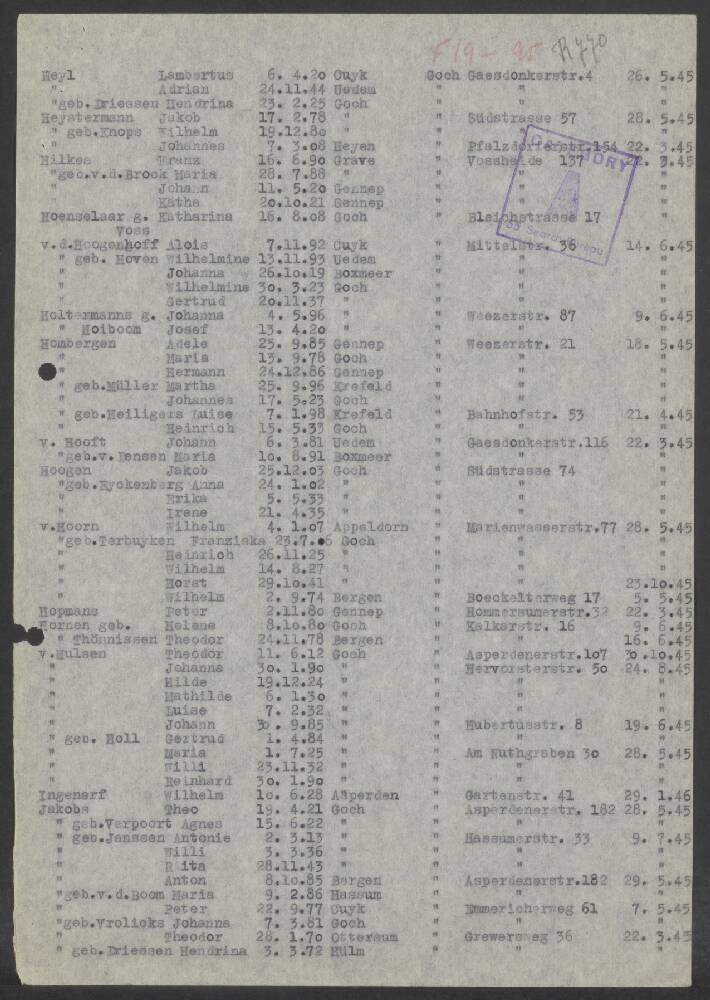 F19 - 95 R770
Heyl Lambertus 6. 4.20 Cuyk Goch Gaesdonkerstr.4 26. 5.45
" Adrian 24.11.44 Uedem " " "
"geb.Driessen Hendrina 23. 2.25 Goch " " "
Heystermann Jakob 17. 2.78 " " Südstrasse 57 28. 5.45
" geb.Knops Wilhelm 19.12.80 " " "
" Johannes 7. 3.08 Heyen " Pfalzdorferstr.154 22. 3.45
Hilkes Franz 16. 6.90 Grave " Vossheide 137
"geb.v.d.Brook Maria 28. 7.88 " " "
" Johann 11. 5.20 Gennep " "
" Käthe 20.10.21 Gennep " "
Hoenselaar g. Katharina 16. 8.08 Goch " Bleichstrasse 17
Voss
v.d.Hoogenhoff Alois 7.11.92 Cuyk " Mittelstr. 36 14. 6.45
" geb. Hoven Wilhelmine 13.11.93 Uedem " " "
" Johanna 26.10.19 Boxmeer " " "
" Wilhelmine 30. 3.23 Goch " " "
" Gertrud 20.11.37 " " " "
Holtermanns g. Johanna 4. 5.96 " " Weezerstr. 87 9. 6.45
" Hoiboom Josef 13. 4.20 " " " "
Hombergen Adele 25. 9.85 Gennep " Weezerstr. 21 18. 5.45
" Maria 13. 9.78 Goch " " "
" Hermann 24.12.86 Gennep " " "
" geb.Müller Martha 25. 9.96 Krefeld " " "
" Johannes 17. 5.23 Goch " " "
" geb.Heiligers Luise 7. 1.98 Krefeld " Bahnhofstr. 53 21. 4.45
" Heinrich 15. 5.33 Goch " " "
v. Hooft Johann 6. 3.81 Uedem " Gaesdonkerstr.116 22. 3.45
"geb.v. Densen Maria 10. 8.91 Boxmeer " " "
Hoogen Jakob 25.12.03 Goch " Südstrasse 74
"geb.Eyckenberg Anna 24. 1.02 " " " "
" Erika 5. 5.33 " " " "
" Irene 21. 4.35 " " " "
v.Hoorn Wilhelm 4. 1.07 Appeldorn " Marienwasserstr.77 28. 5.45
"geb.Terbuyken Franziska 23.7.06 Goch " " "
" Heinrich 26.11.25 " " " "
" Wilhelm 14. 8.27 " " " "
" Horst 29.10.41 " " " 23.10.45
" Wilhelm 2. 9.74 Bergen " Boeckelterweg 17 5. 5.45
Hopmans Peter 2.11.80 Gennep " Hommersumerstr.32 22. 3.45
Hornen geb. Helene 8.10.80 Goch " Kalkarstr. 16 9. 6.45
" Thönnissen Theodor 24.11.78 Bergen " " 16. 6.45
v.Hulsen Theodor 11. 6.12 Goch " Asperdenerstr.107 30.10.45
" Johanna 30. 1.90 " " Hervorsterstr. 50 24. 8.45
" Hilde 19.12.24 " " "
" Mathilde 6. 1.30 " " " "
" Luise 7. 2.32 " " " "
" Johann 30. 9.85 " " Hubertusstr. 8 19. 6.45
" geb. Holl Gertrud 1. 4.84 " " " "
" Maria 1. 7.25 " " Am Nuthgraben 30 28. 5.45
" Willi 23.11.32 " " " "
" Reinhard 30. 1.90 " " " "
Ingenerf Wilhelm 10. 6.28 Asperden " Gartenstr. 41 29. 1.46
Jakobs Theo 19. 4.21 Goch " Asperdenerstr. 182 28. 5.45
" geb.Verpoort Agnes 15. 6.22 " " " "
" geb.Janssen Antonie 2. 3.13 " " Hassumerstr. 33 9. 7.45
" Willi 3. 3.36 " " " "
" Rita 28.11.43 " " " "
" Anton 8.10.85 Bergen " Asperdenerstr.182 29. 5.45
"geb.v.d.Boom Maria 9. 2.86 Hassum " " "
" Peter 22. 9.77 Cuyk " Emmericherweg 61 7. 5.45
"geb.Vrolicks Johanna 7. 3.81 Goch " " "
" Theodor 28. 1.70 Ottersum " Grewersweg 36 22. 3.45
" geb.Driessen Hendrina 3. 3.72 Hülm " " "